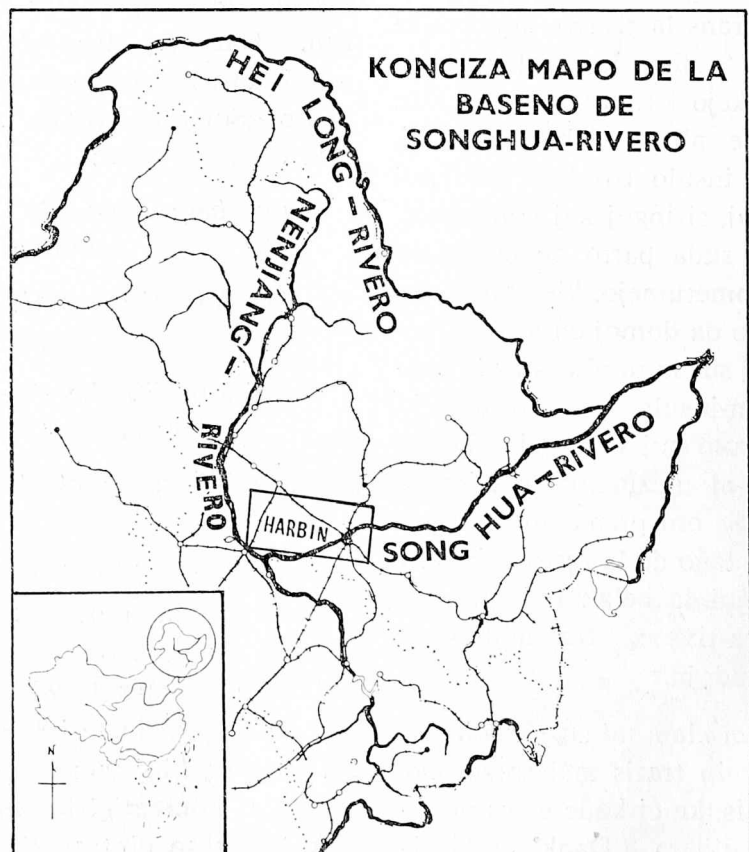 KONCIZA MAPO DE LA
BASENO DE
SONGHUA-RIVERO
HEI LONG-RIVERO
NENJIANG-
RIVERO
HARBIN
SONG HUA-RIVERO
N